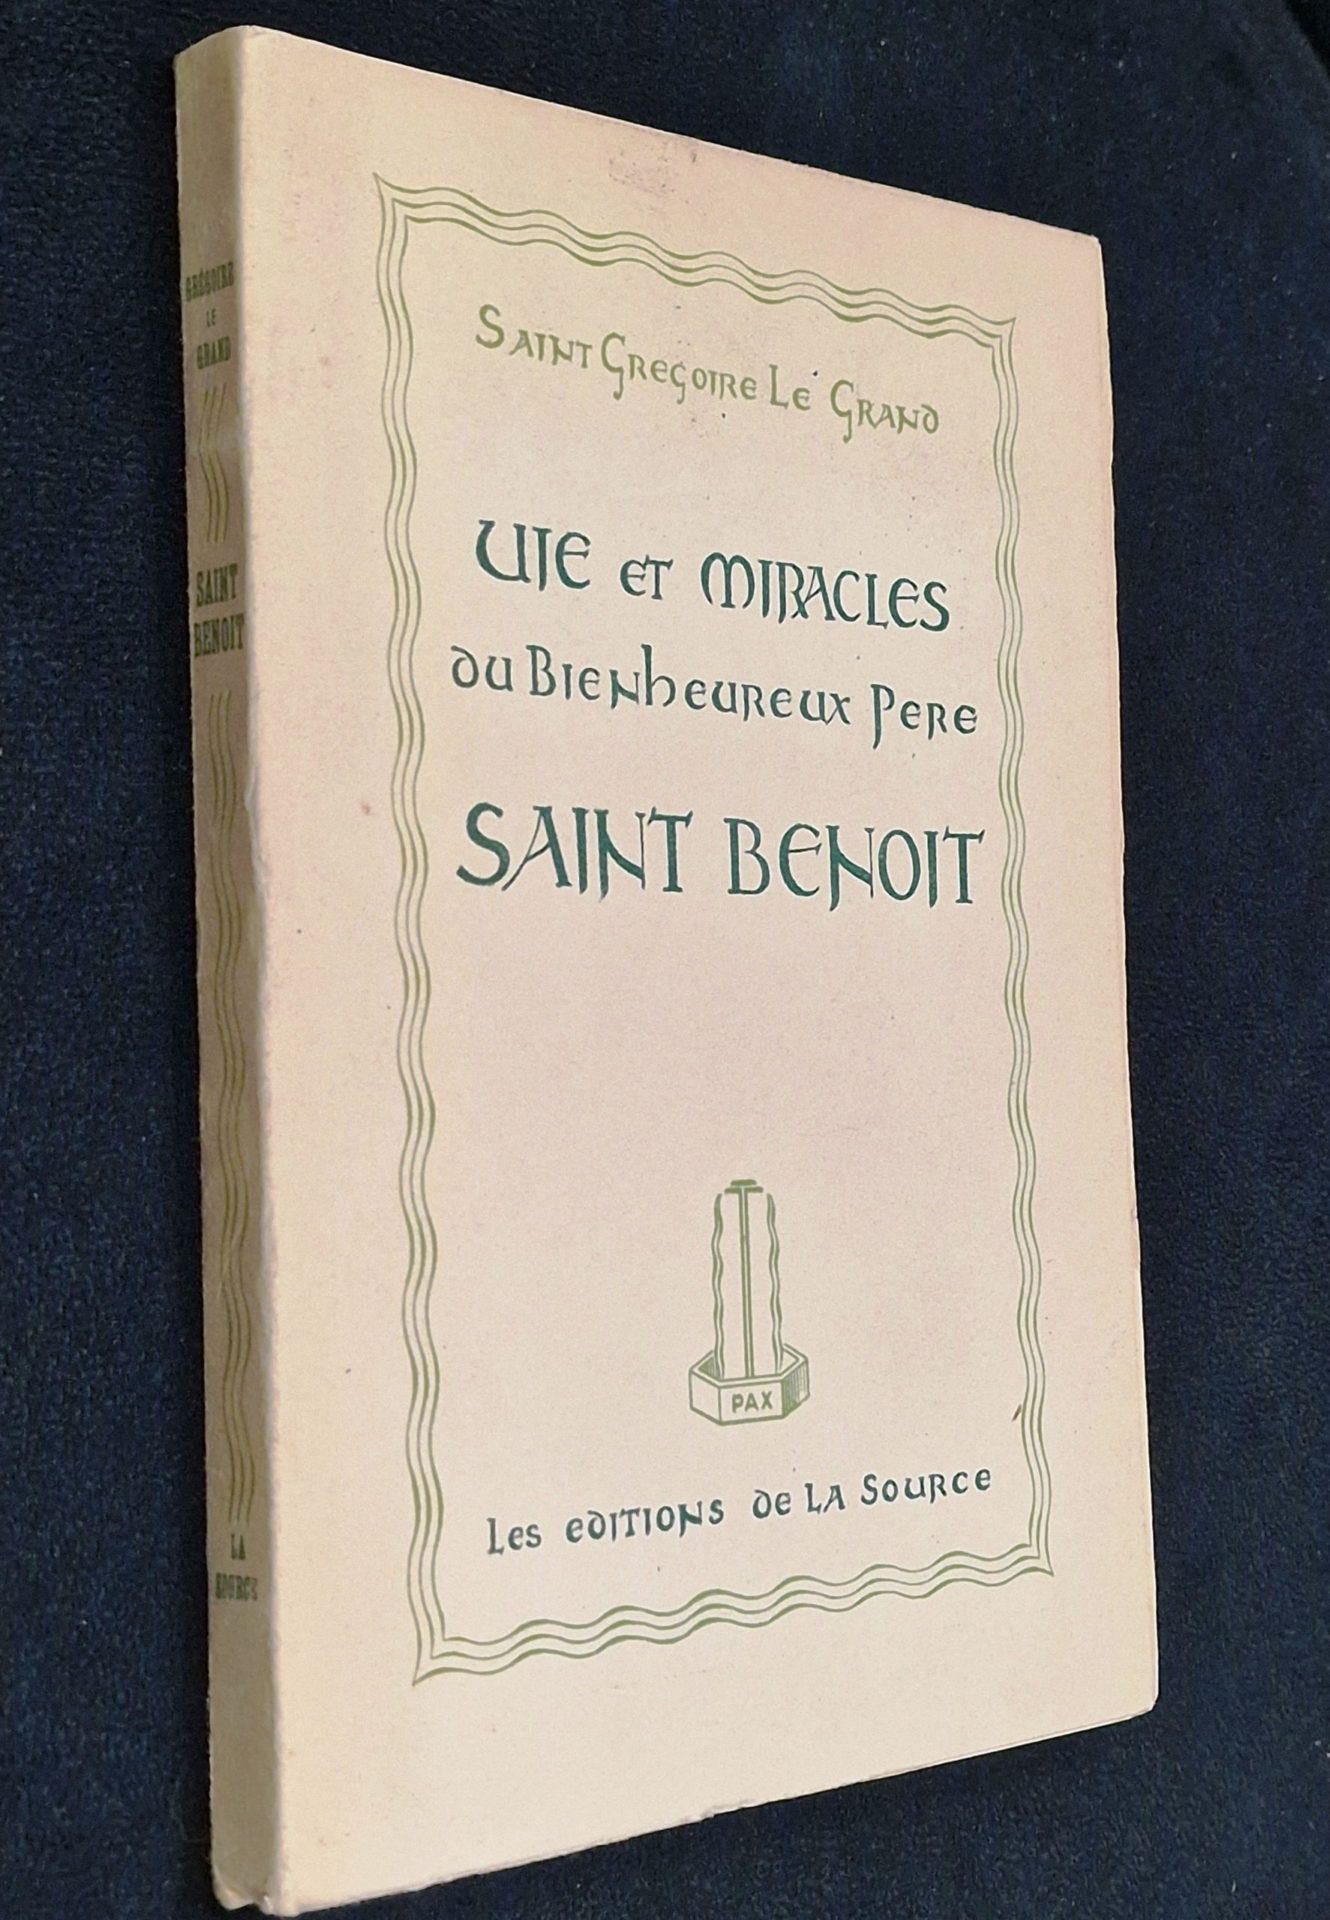 GRÉGOIRE
LE
GRAND
SAINT
BENOIT
LA
SOURCE
SAINT GREGOIRE LE GRAND
VIE ET MIRACLES
DU BIENHEUREUX PERE
SAINT BENOIT
PAX
LES EDITIONS DE LA SOURCE